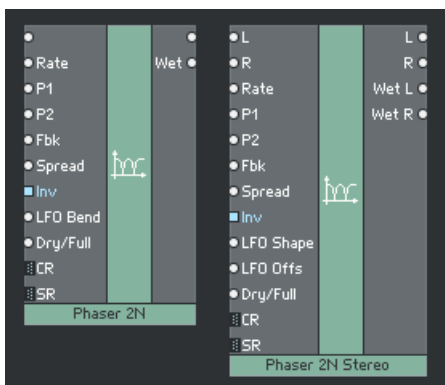 Rate
Wet
P1
P2
Fbk
Spread
Inv
LFO Bend
Dry/Full
CR
SR
Phaser 2N
L
L
R
R
Rate
Wet L
P1
Wet R
P2
Fbk
Spread
Inv
LFO Shape
LFO Offs
Dry/Full
CR
SR
Phaser 2N Stereo